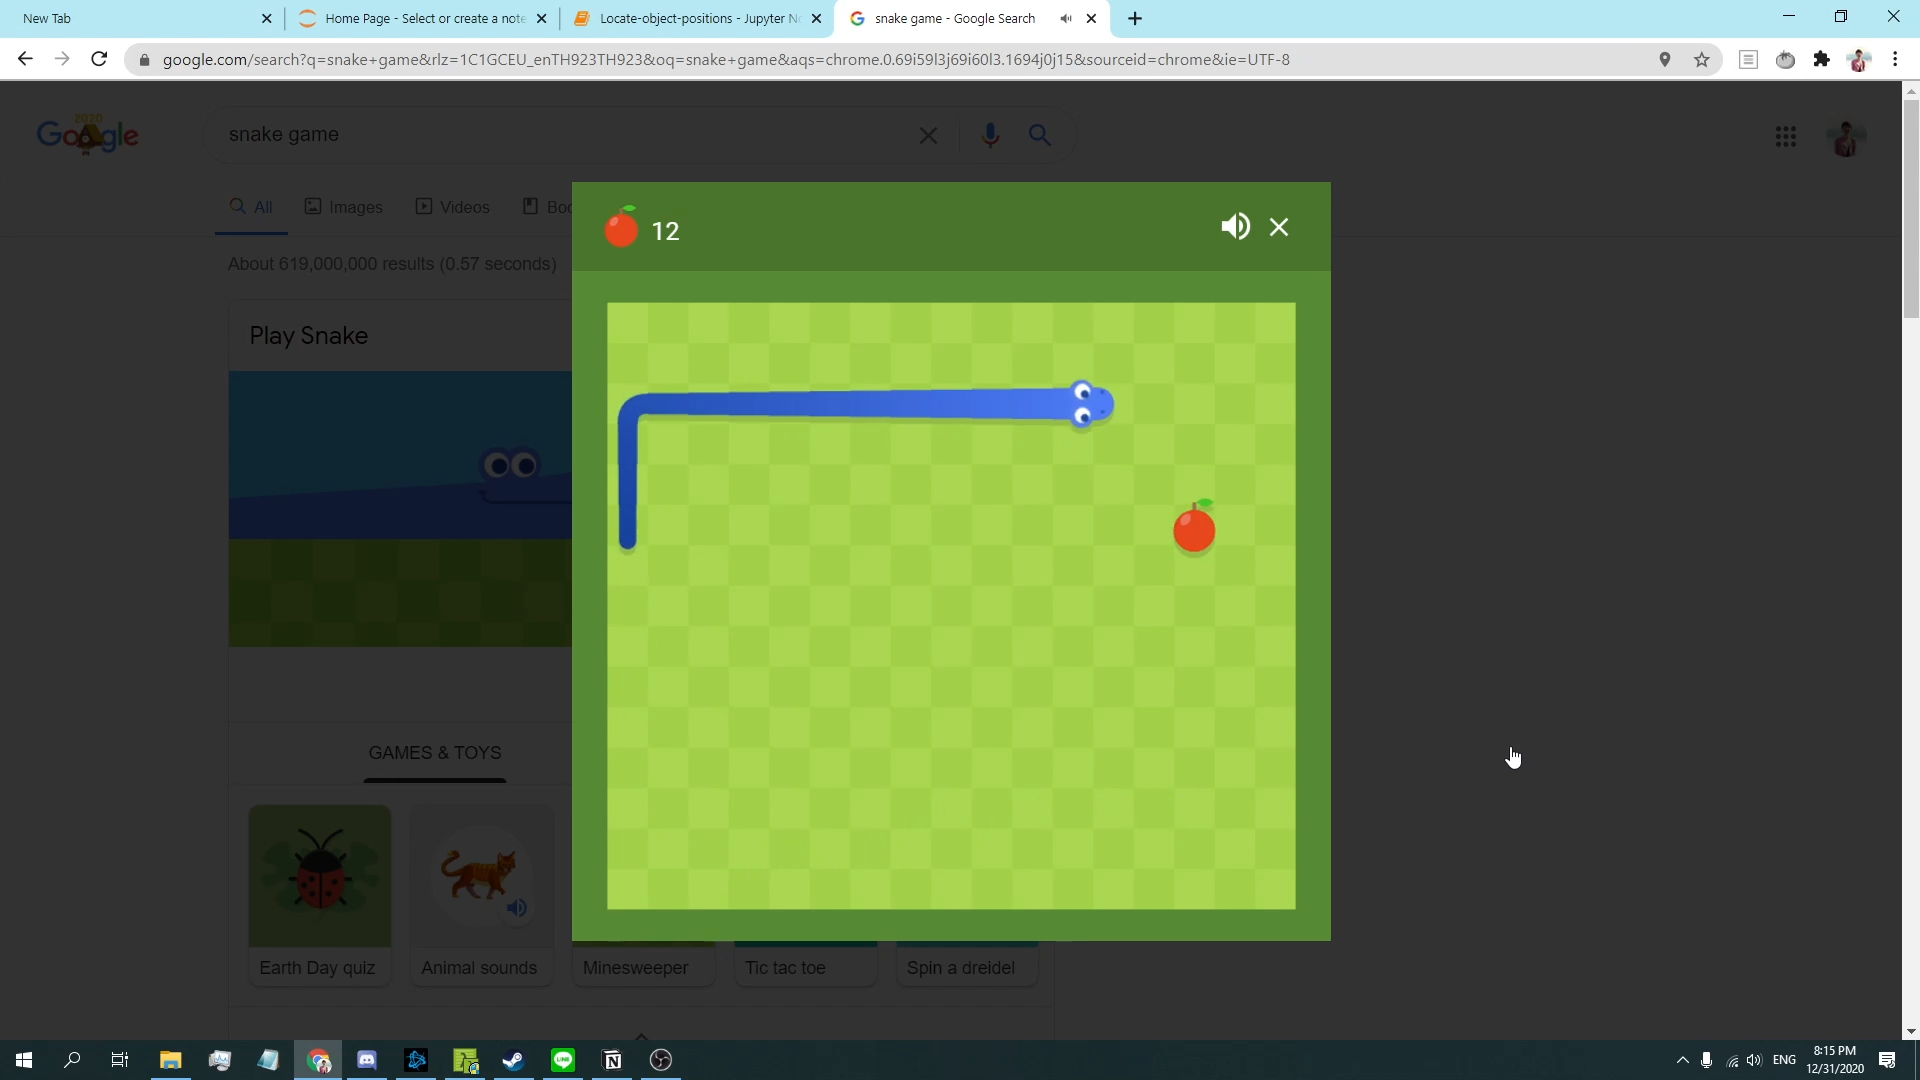 New Tab
Home Page - Select or create a note
Locate-object-positions - Jupyter No
snake game - Google Search
google.com/search?q=snake+game&rlz=1C1GCEU_enTH923TH923&oq=snake+game&aqs=chrome.0.69i59l3j69i60l3.1694j0j15&sourceid=chrome&ie=UTF-8
2020
Google
snake game
All
Images
Videos
Boo
12
About 619,000,000 results (0.57 seconds)
Play Snake
GAMES & TOYS
Earth Day quiz
Animal sounds
Minesweeper
Tic tac toe
Spin a dreidel
LINE
ENG
8:15 PM
12/31/2020